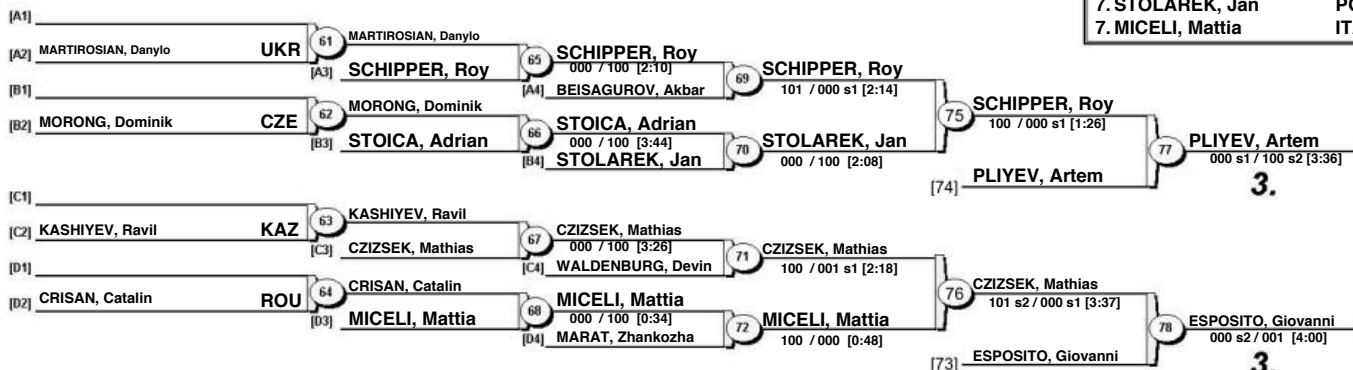 7. STOLAREK, Jan
7. MICELI, Mattia
[A1]
[A2] MARTIROSIAN, Danylo UKR
61 MARTIROSIAN, Danylo
[A3] SCHIPPER, Roy
65 SCHIPPER, Roy
000 / 100 [2:10]
[A4] BEISAGUROV, Akbar
69 SCHIPPER, Roy
101 / 000 s1 [2:14]
[B1]
[B2] MORONG, Dominik CZE
62 MORONG, Dominik
[B3] STOICA, Adrian
66 STOICA, Adrian
000 / 100 [3:44]
[B4] STOLAREK, Jan
70 STOLAREK, Jan
000 / 100 [2:08]
75 SCHIPPER, Roy
100 / 000 s1 [1:26]
[74] PLIYEV, Artem
77 PLIYEV, Artem
000 s1 / 100 s2 [3:36]
3.
[C1]
[C2] KASHIYEV, Ravil KAZ
63 KASHIYEV, Ravil
[C3] CZIZSEK, Mathias
67 CZIZSEK, Mathias
000 / 100 [3:26]
[C4] WALDENBURG, Devin
71 CZIZSEK, Mathias
100 / 001 s1 [2:18]
[D1]
[D2] CRISAN, Catalin ROU
64 CRISAN, Catalin
[D3] MICELI, Mattia
68 MICELI, Mattia
000 / 100 [0:34]
[D4] MARAT, Zhankozha
72 MICELI, Mattia
100 / 000 [0:48]
76 CZIZSEK, Mathias
101 s2 / 000 s1 [3:37]
[73] ESPOSITO, Giovanni
78 ESPOSITO, Giovanni
000 s2 / 001 [4:00]
3.